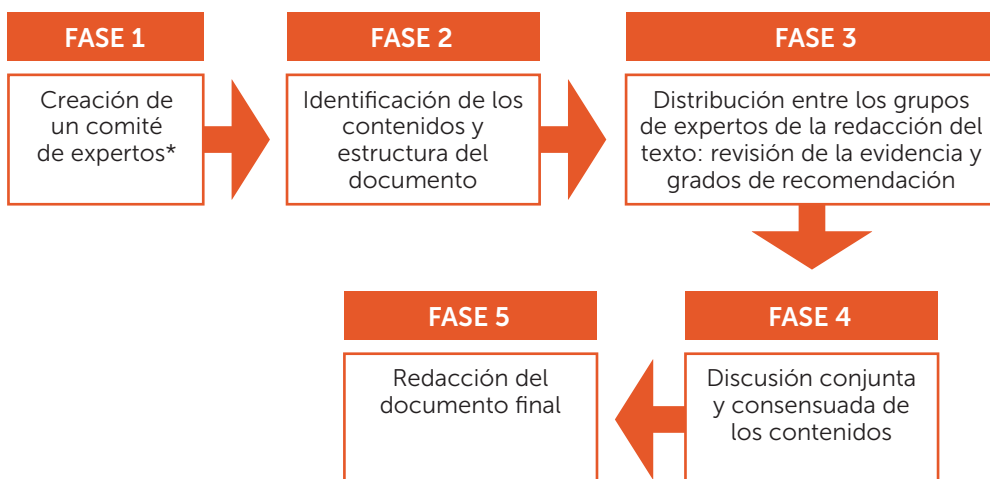 FASE 1
Creación de
un comité
de expertos*
FASE 2
Identificación de los
contenidos y
estructura del
documento
FASE 3
Distribución entre los grupos
de expertos de la redacción del
texto: revisión de la evidencia y
grados de recomendación
FASE 4
Discusión conjunta
y consensuada de
los contenidos
FASE 5
Redacción del
documento final